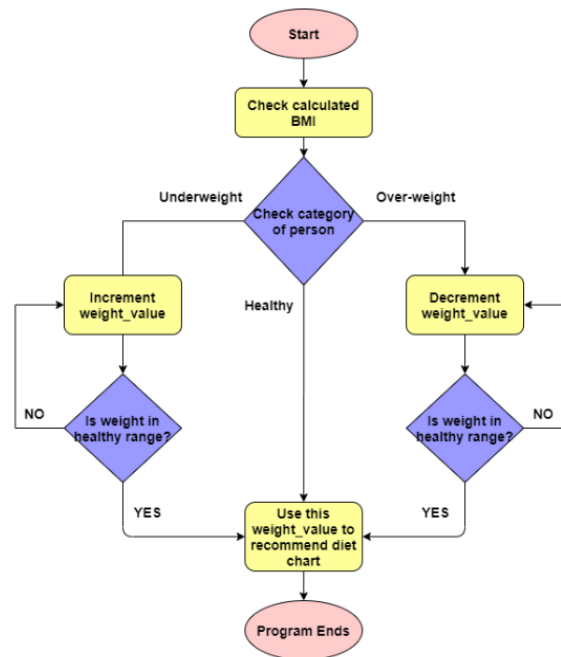 Start
Check calculated
BMI
Underweight
Over-weight
Check category
of person
Increment
weight_value
Healthy
Decrement
weight_value
NO
Is weight in
healthy range?
Is weight in
healthy range?
NO
YES
YES
Use this
weight_value to
recommend diet
chart
Program Ends